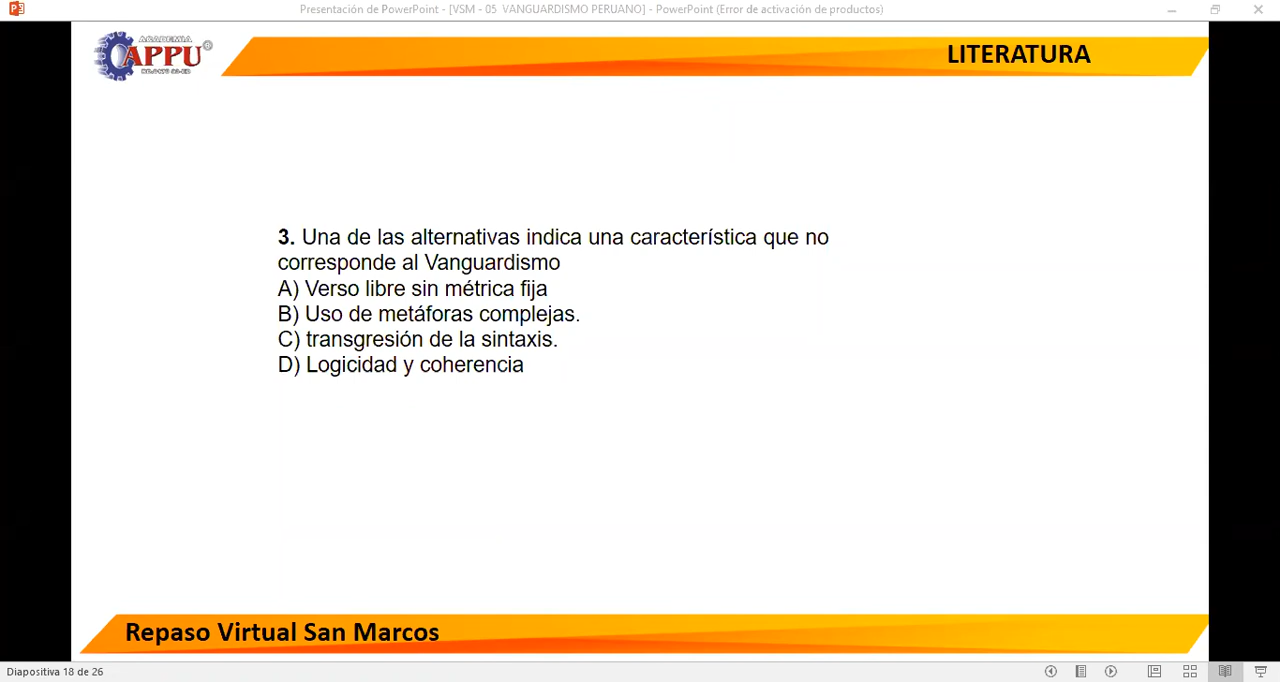 Presentación de PowerPoint - [VSM - 05 VANGUARDISMO PERUANO] - PowerPoint (Error de activación de productos)
ACADEMIA
APPU
LITERATURA
3. Una de las alternativas indica una característica que no
corresponde al Vanguardismo
A) Verso libre sin métrica fija
B) Uso de metáforas complejas.
C) transgresión de la sintaxis.
D) Logicidad y coherencia
Repaso Virtual San Marcos
Diapositiva 18 de 26